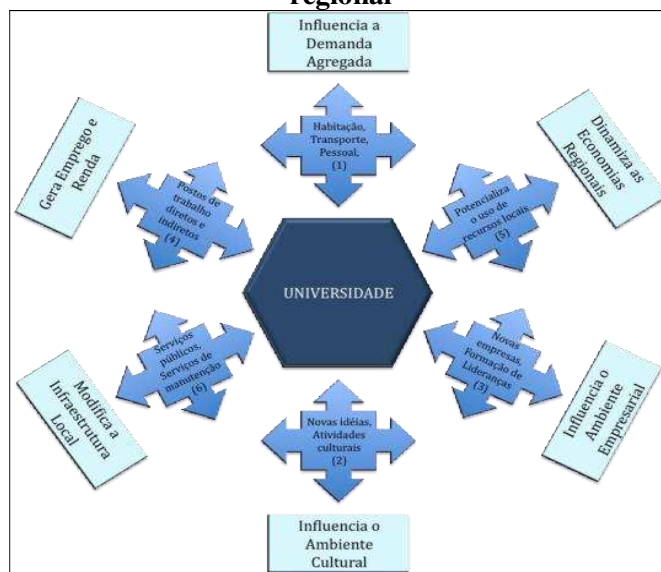 regional
Influencia a
Demanda
Agregada
Habitação,
Transporte,
Pessoal,
(1)
Gera Emprego e
Renda
Postos de
trabalho
diretos e
indiretos
(4)
Dinamiza as
Economias
Regionais
Potencializa
o uso de
recursos locais
(5)
UNIVERSIDADE
Serviços
públicos,
Serviços de
manutenção
(6)
Modifica a
Infraestrutura
Local
Novas
empresas,
Formação de
Lideranças
(3)
Influencia o
Ambiente
Empresarial
Novas idéias,
Atividades
culturais
(2)
Influencia o
Ambiente
Cultural